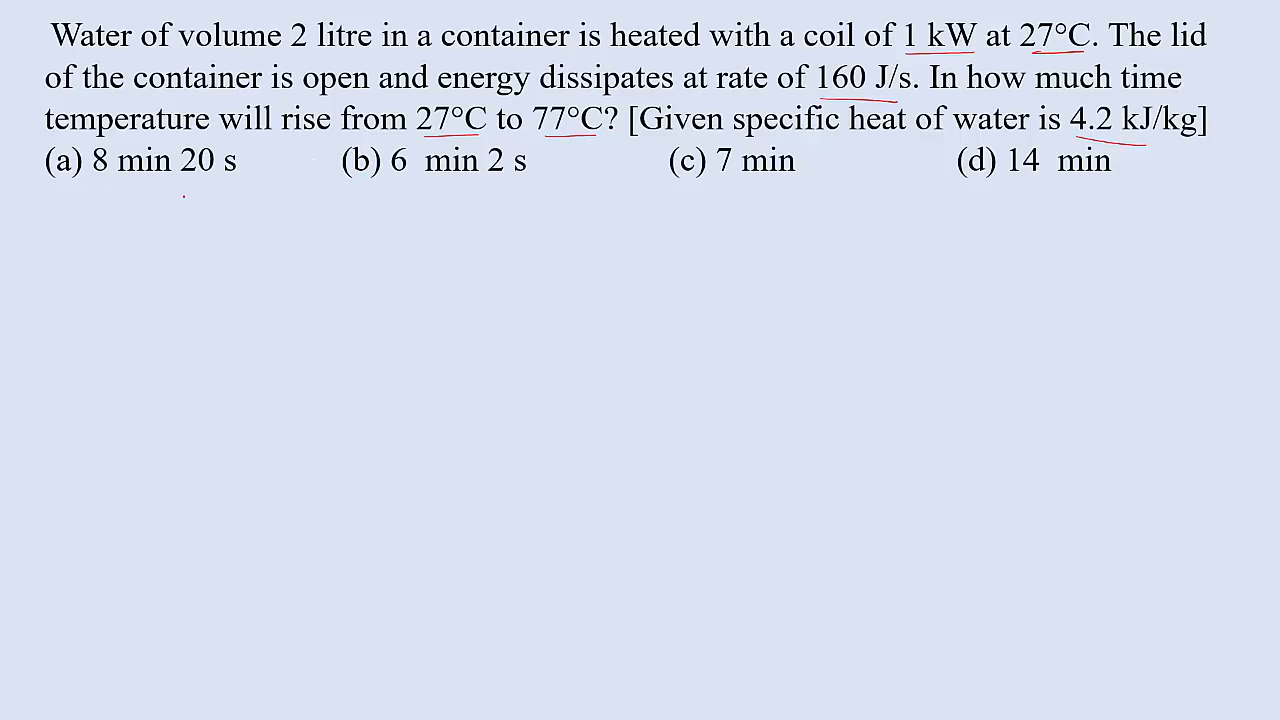 Water of volume 2 litre in a container is heated with a coil of 1 kW at 27°C. The lid
of the container is open and energy dissipates at rate of 160 J/s. In how much time
temperature will rise from 27°C to 77°C? [Given specific heat of water is 4.2 kJ/kg]
(a) 8 min 20 s (b) 6 min 2 s (c) 7 min (d) 14 min